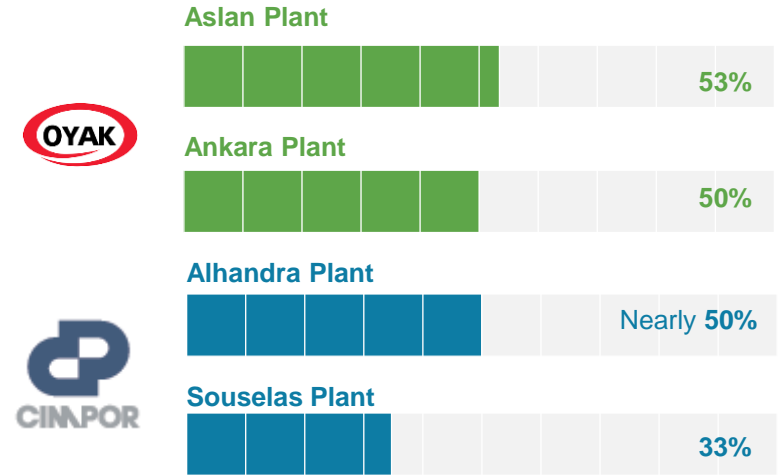 Aslan Plant
53%
OYAK
Ankara Plant
50%
Alhandra Plant
Nearly 50%
CIMPOR
Souselas Plant
33%